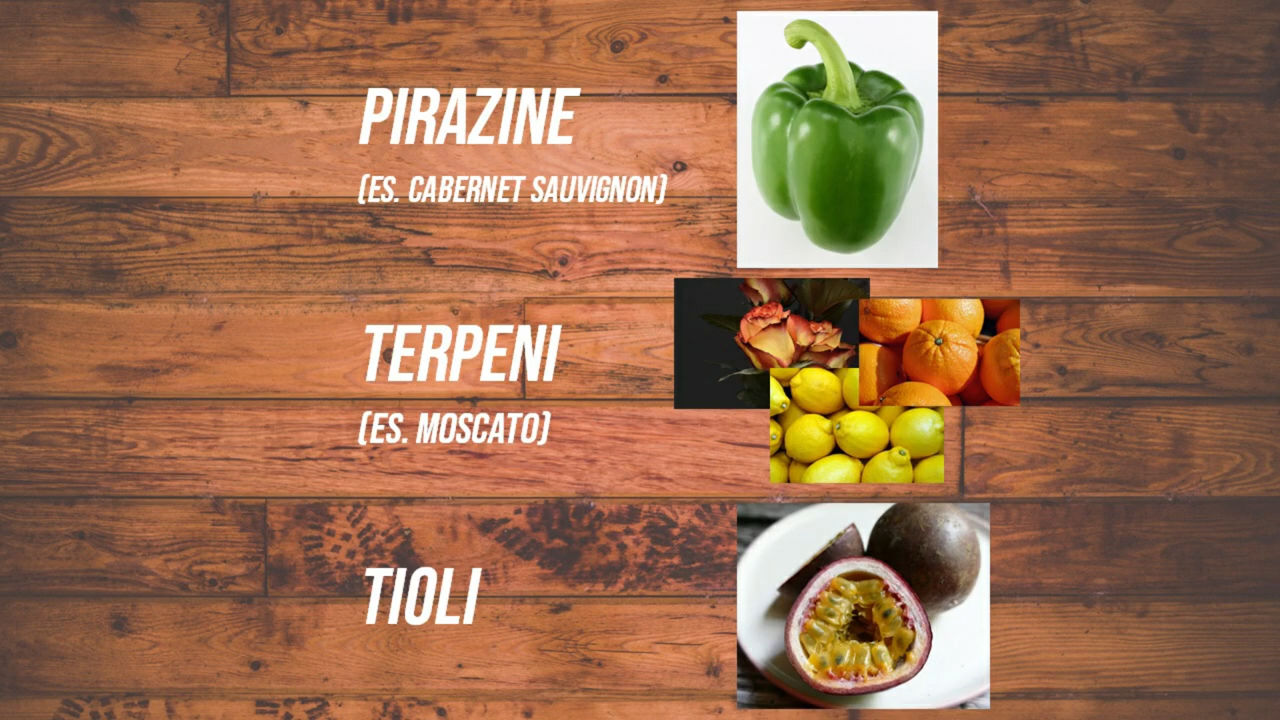 PIRAZINE
(ES. CABERNET SAUVIGNON)
TERPENI
(ES. MOSCATO)
TIOLI